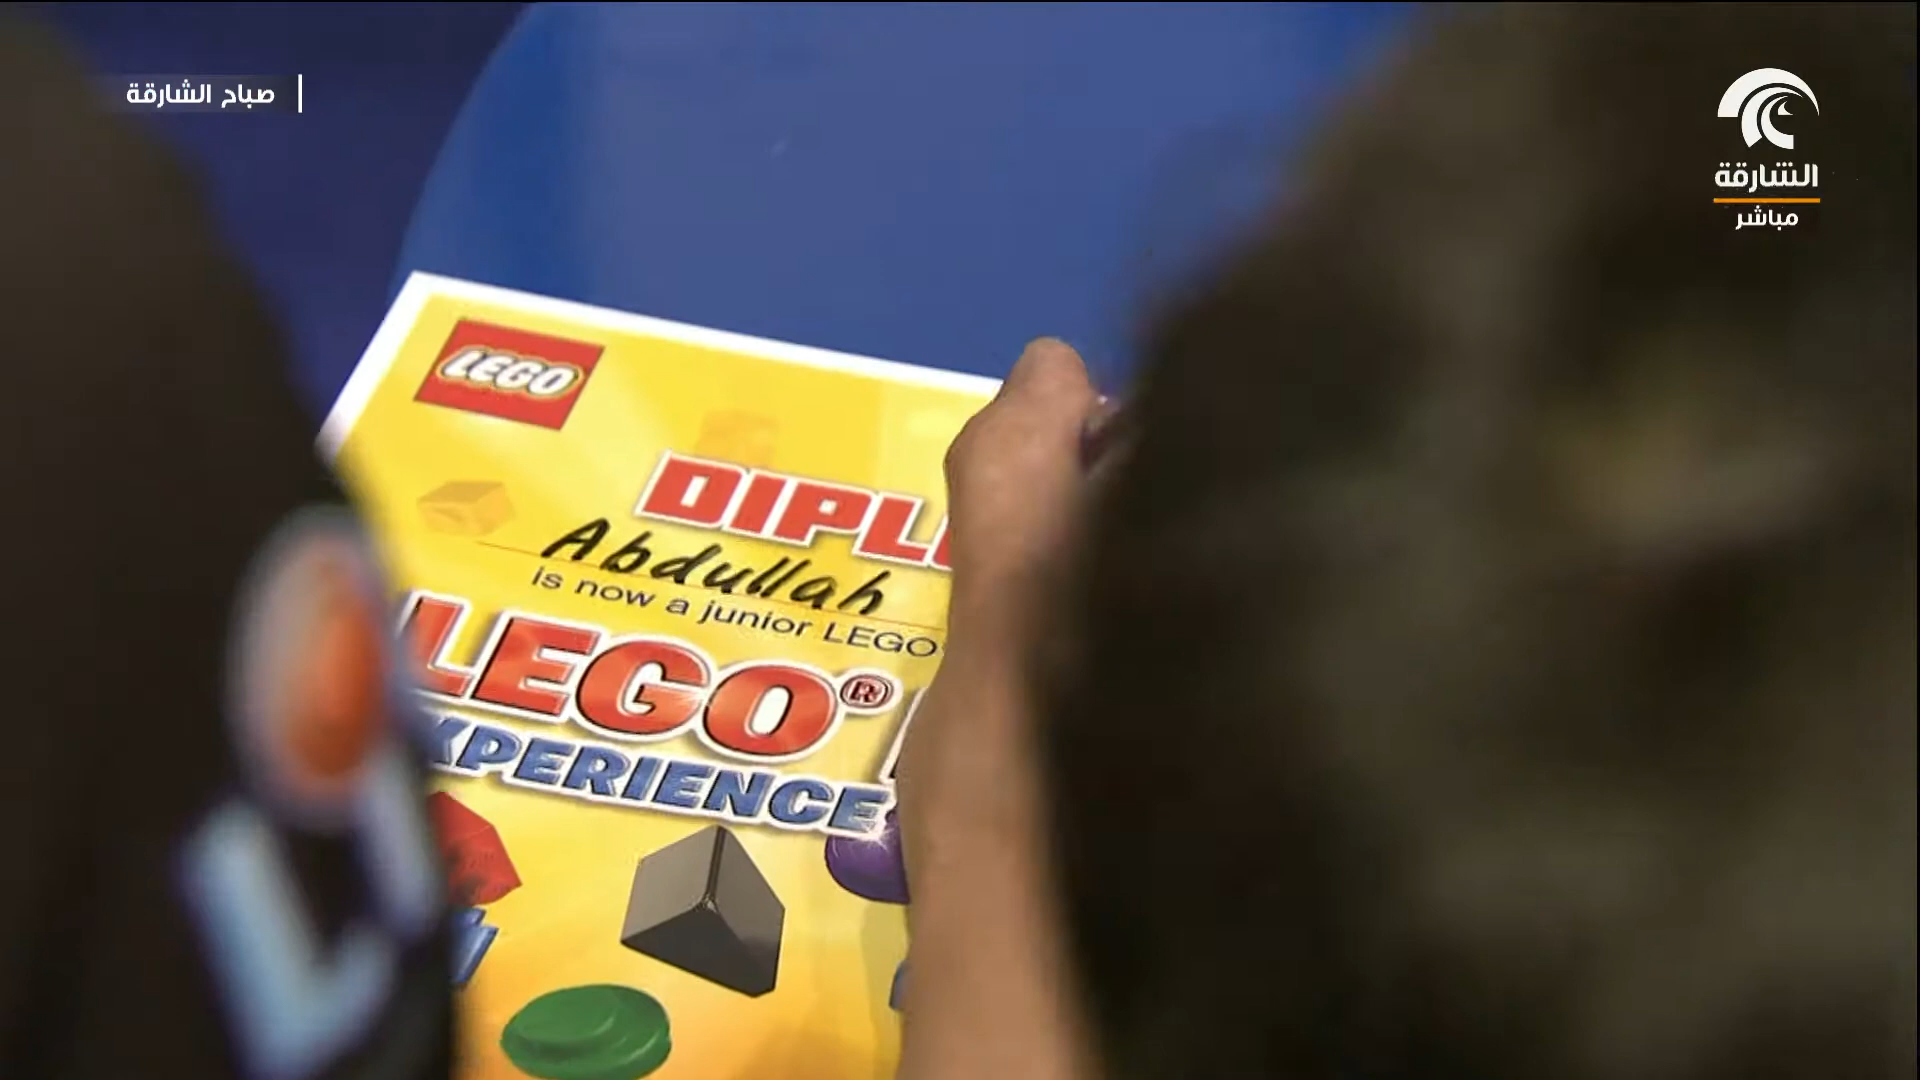 صباح الشارقة
الشارقة
مباشر
LEGO
DIPL
Abdullah
is now a junior LEGO
LEGO®
XPERIENCE